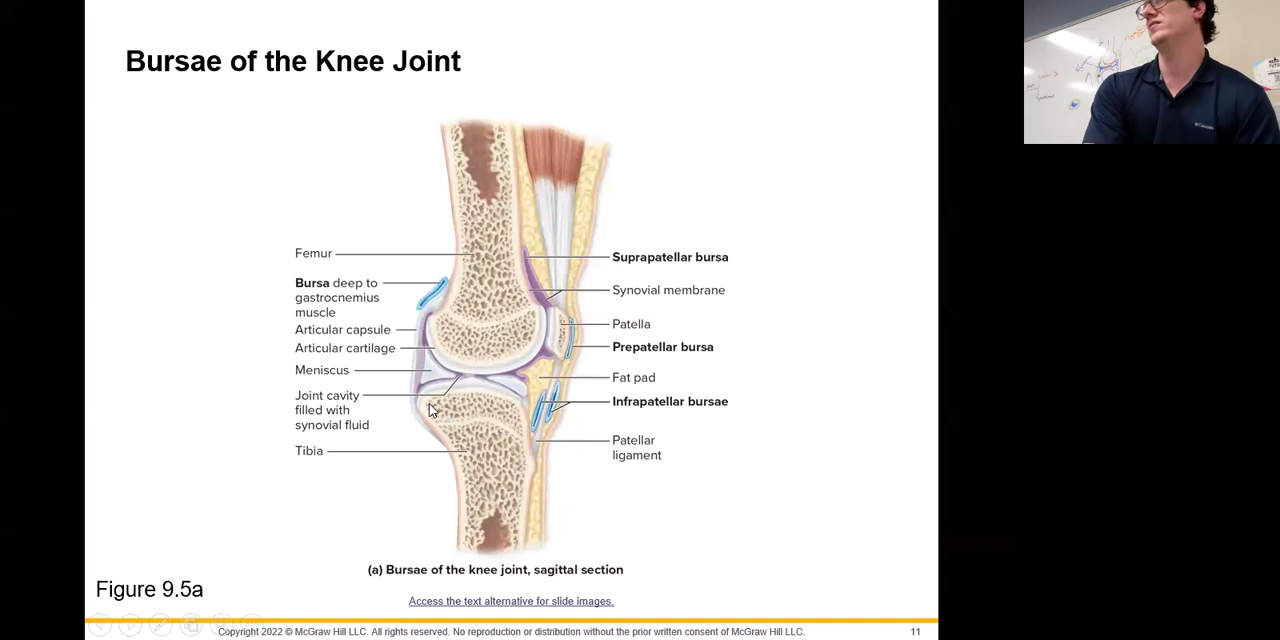 Bursae of the Knee Joint
Femur
Bursa deep to
gastrocnemius
muscle
Articular capsule
Articular cartilage
Meniscus
Joint cavity
filled with
synovial fluid
Tibia
Suprapatellar bursa
Synovial membrane
Patella
Prepatellar bursa
Fat pad
Infrapatellar bursae
Patellar
ligament
(a) Bursae of the knee joint, sagittal section
Figure 9.5a
Access the text alternative for slide images.
Copyright 2022 © McGraw Hill LLC. All rights reserved. No reproduction or distribution without the prior written consent of McGraw Hill LLC.
11
Columbia